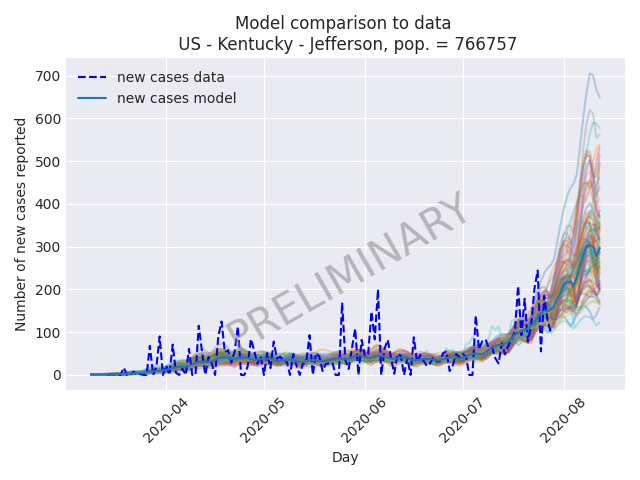 Model comparison to data
US - Kentucky - Jefferson, pop. = 766757
new cases data
new cases model
PRELIMINARY
Number of new cases reported
700
600
500
400
300
200
100
0
2020-04
2020-05
2020-06
2020-07
2020-08
Day